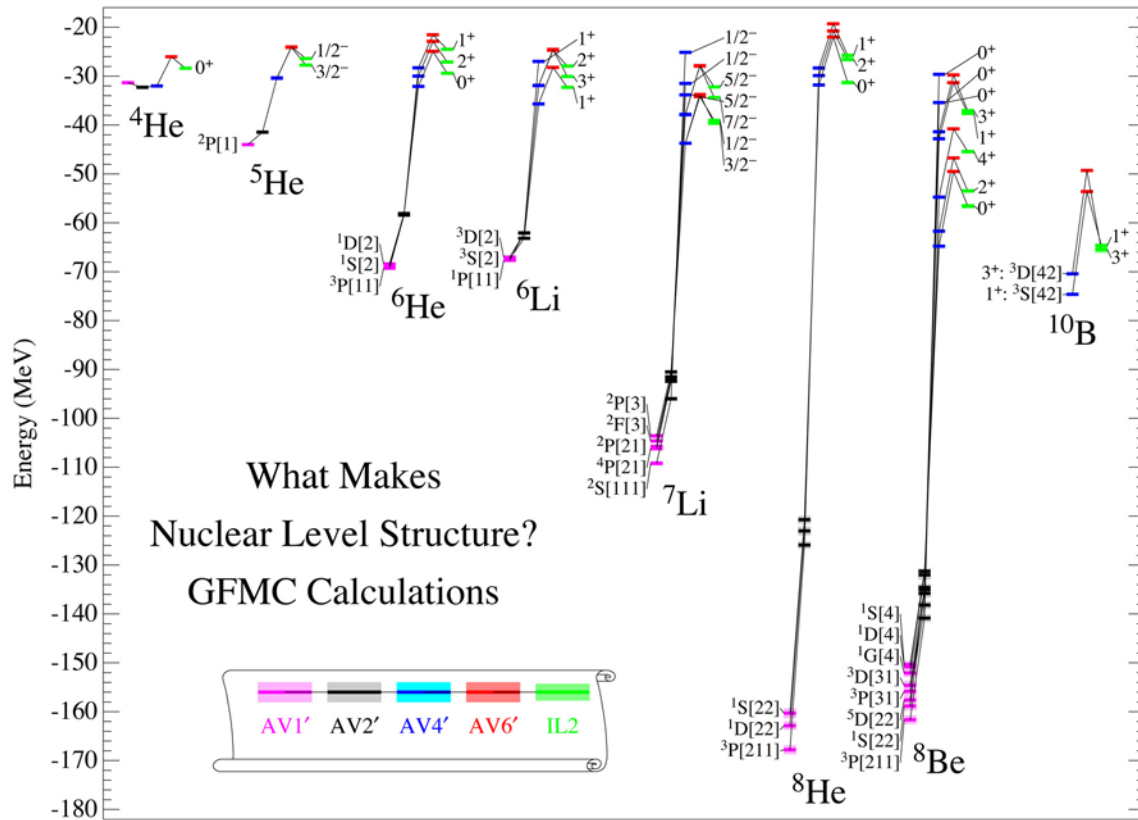 -20
-30
-40
-50
-60
-70
-80
-90
-100
-110
-120
-130
-140
-150
-160
-170
-180
Energy (MeV)
⁴He
0⁺
²P[1]
⁵He
1/2⁻
3/2⁻
1⁺
2⁺
0⁺
¹D[2]
¹S[2]
³P[11]
⁶He
1⁺
2⁺
3⁺
1⁺
³D[2]
³S[2]
¹P[11]
⁶Li
1/2⁻
1/2⁻
5/2⁻
5/2⁻
7/2⁻
1/2⁻
3/2⁻
²P[3]
²F[3]
²P[21]
⁴P[21]
²S[111]
⁷Li
1⁺
2⁺
0⁺
¹S[22]
¹D[22]
³P[211]
⁸He
0⁺
0⁺
0⁺
3⁺
1⁺
4⁺
2⁺
0⁺
¹S[4]
¹D[4]
¹G[4]
³D[31]
³P[31]
⁵D[22]
¹S[22]
³P[211]
⁸Be
1⁺
3⁺
3⁺: ³D[42]
1⁺: ³S[42]
¹⁰B
What Makes
Nuclear Level Structure?
GFMC Calculations
AV1′ AV2′ AV4′ AV6′ IL2